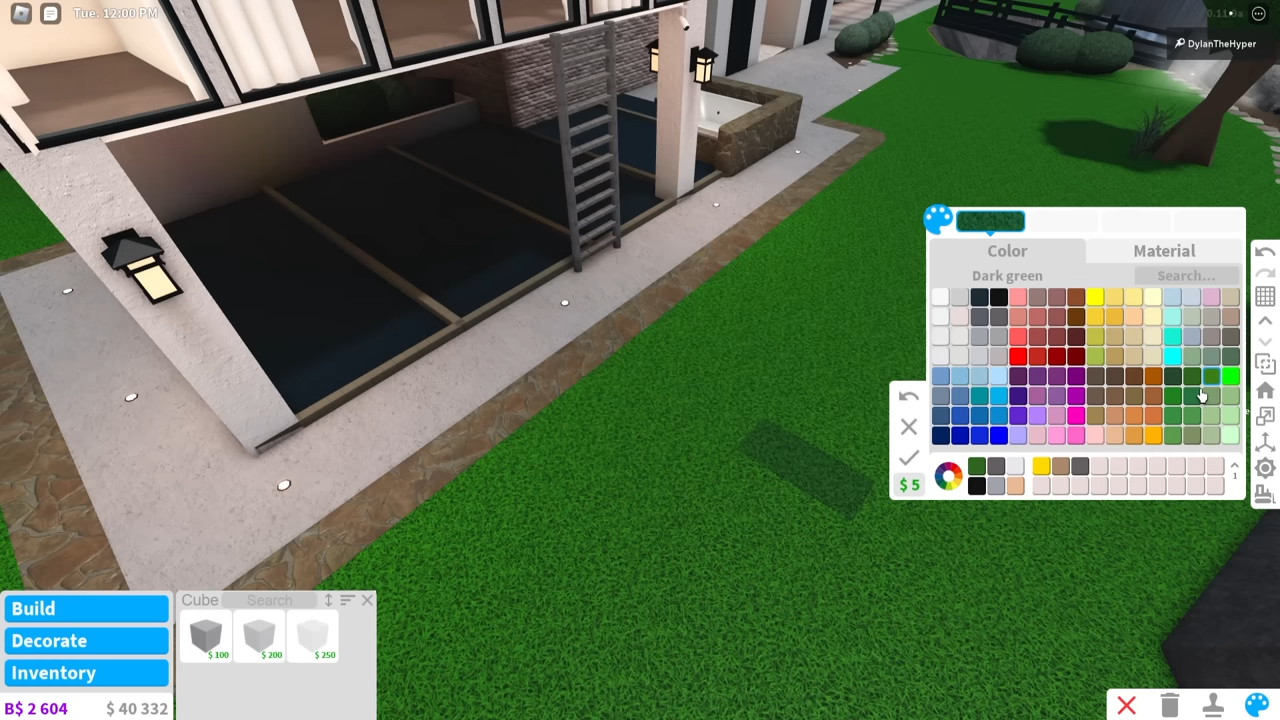 Tue. 12:00 PM
DylanTheHyper
Color
Material
Dark green
Search...
$ 5
1
Build
Decorate
Inventory
B$ 2 604
$ 40 332
Cube
Search
$ 100
$ 200
$ 250